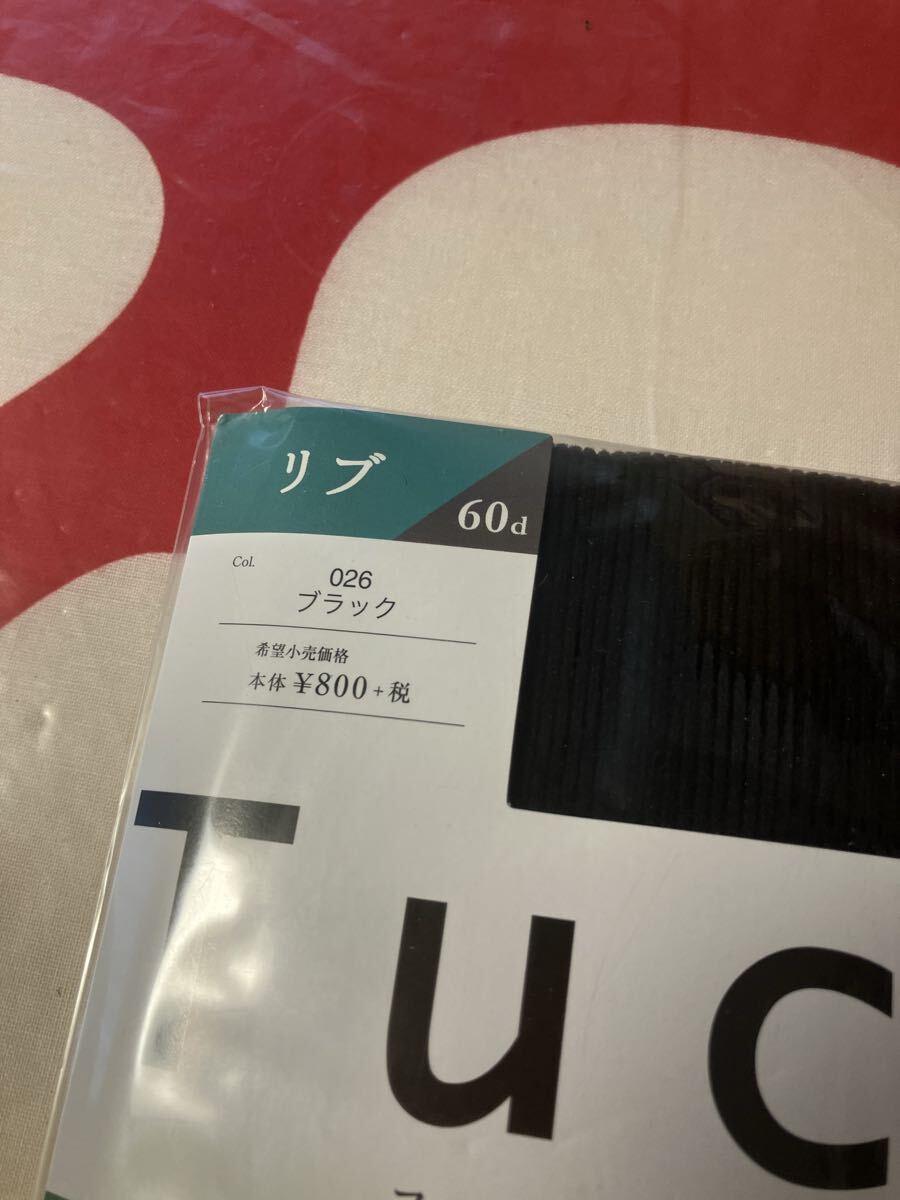 リブ
60d
Col.
026
ブラック
希望小売価格
本体 ¥800+税
Tuc